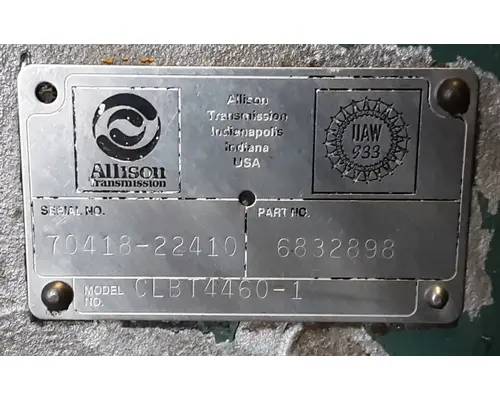 Allison
Transmission
Allison
Transmission
Indianapolis
Indiana
USA
UAW
933
SERIAL NO.
70418-22410
PART NO.
6832898
MODEL NO.
CLBT4460-1